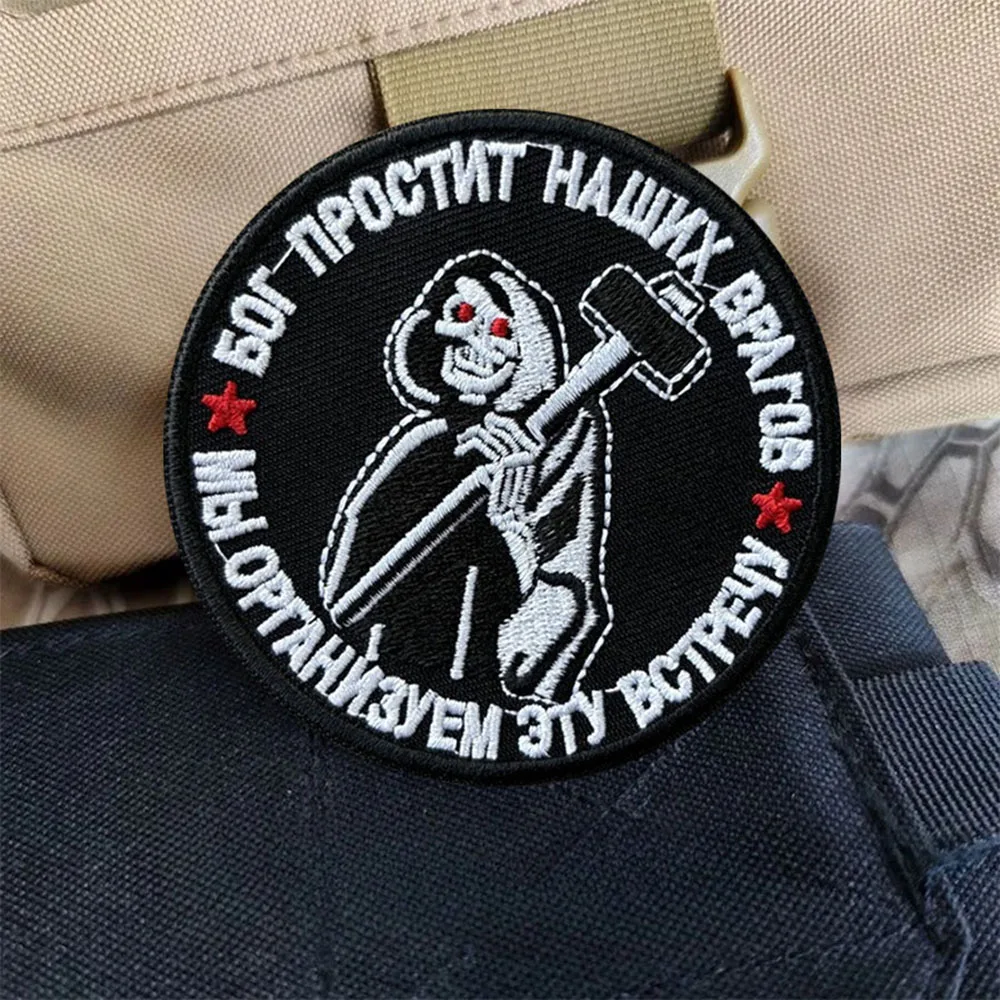 БОГ ПРОСТИТ НАШИХ ВРАГОВ
МЫ ОРГАНИЗУЕМ ЭТУ ВСТРЕЧУ